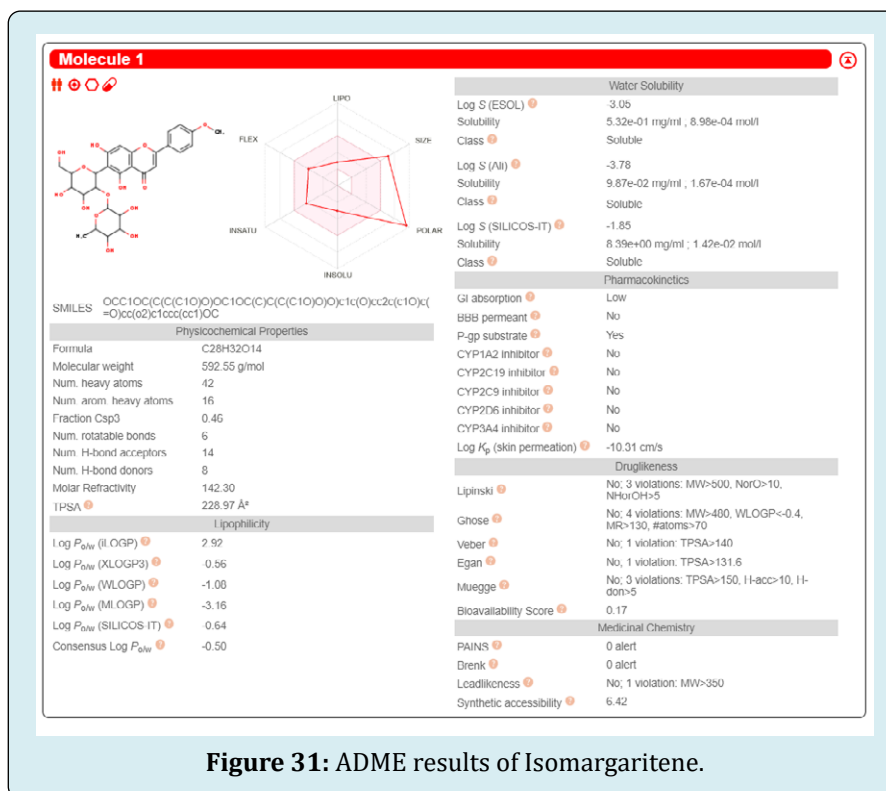 Molecule 1
LIPO
FLEX
SIZE
INSATU
POLAR
INSOLU
SMILES OCC1OC(C(C(C1O)O)OC1OC(C)C(C(C1O)O)O)c1c(O)cc2c(c1O)c(
=O)cc(o2)c1ccc(cc1)OC
Physicochemical Properties
Formula C28H32O14
Molecular weight 592.55 g/mol
Num. heavy atoms 42
Num. arom. heavy atoms 16
Fraction Csp3 0.46
Num. rotatable bonds 6
Num. H-bond acceptors 14
Num. H-bond donors 8
Molar Refractivity 142.30
TPSA 228.97 Å²
Lipophilicity
Log Po/w (iLOGP) 2.92
Log Po/w (XLOGP3) -0.56
Log Po/w (WLOGP) -1.08
Log Po/w (MLOGP) -3.16
Log Po/w (SILICOS-IT) -0.64
Consensus Log Po/w -0.50
Water Solubility
Log S (ESOL) -3.05
Solubility 5.32e-01 mg/ml ; 8.98e-04 mol/l
Class Soluble
Log S (Ali) -3.78
Solubility 9.87e-02 mg/ml ; 1.67e-04 mol/l
Class Soluble
Log S (SILICOS-IT) -1.85
Solubility 8.39e+00 mg/ml ; 1.42e-02 mol/l
Class Soluble
Pharmacokinetics
GI absorption Low
BBB permeant No
P-gp substrate Yes
CYP1A2 inhibitor No
CYP2C19 inhibitor No
CYP2C9 inhibitor No
CYP2D6 inhibitor No
CYP3A4 inhibitor No
Log Kp (skin permeation) -10.31 cm/s
Druglikeness
Lipinski No; 3 violations: MW>500, NorO>10,
NHorOH>5
Ghose No; 4 violations: MW>480, WLOGP<-0.4,
MR>130, #atoms>70
Veber No; 1 violation: TPSA>140
Egan No; 1 violation: TPSA>131.6
Muegge No; 3 violations: TPSA>150, H-acc>10, H-
don>5
Bioavailability Score 0.17
Medicinal Chemistry
PAINS 0 alert
Brenk 0 alert
Leadlikeness No; 1 violation: MW>350
Synthetic accessibility 6.42
Figure 31: ADME results of Isomargaritene.